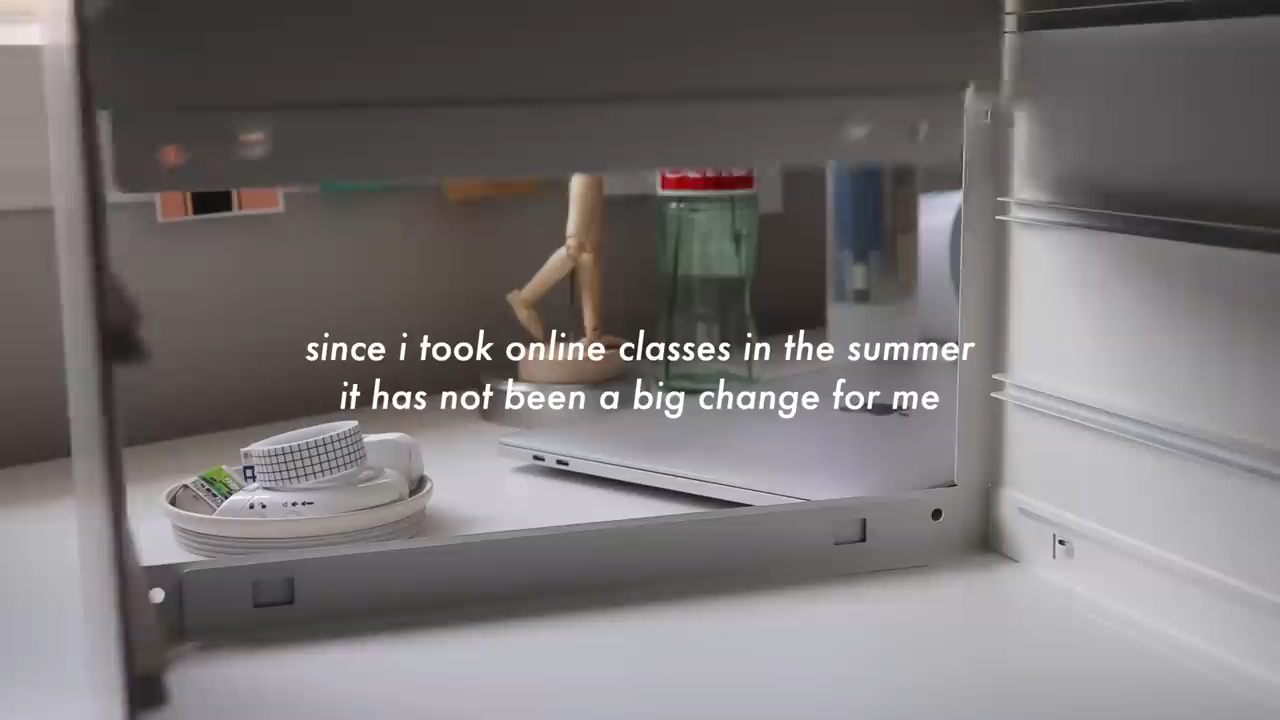 since i took online classes in the summer
it has not been a big change for me